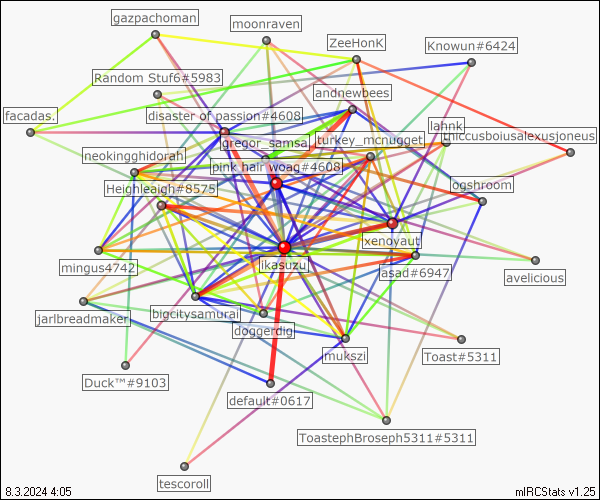 gazpachoman
moonraven
ZeeHonK
Knowun#6424
Random Stuf6#5983
andnewbees
facadas.
disaster of passion#4608
lahnk
gregor_samsa
turkey_mcnugget
neokingghidorah
pink hair woag#4608
Heighleaigh#8575
ogshroom
xenoyaut
mingus4742
ikasuzu
asad#6947
avelicious
jarlbreadmaker
bigcitysamurai
doggerdig
mukszi
Toast#5311
Duck™#9103
default#0617
ToastephBroseph5311#5311
tescoroll
8.3.2024 4:05
mIRCStats v1.25